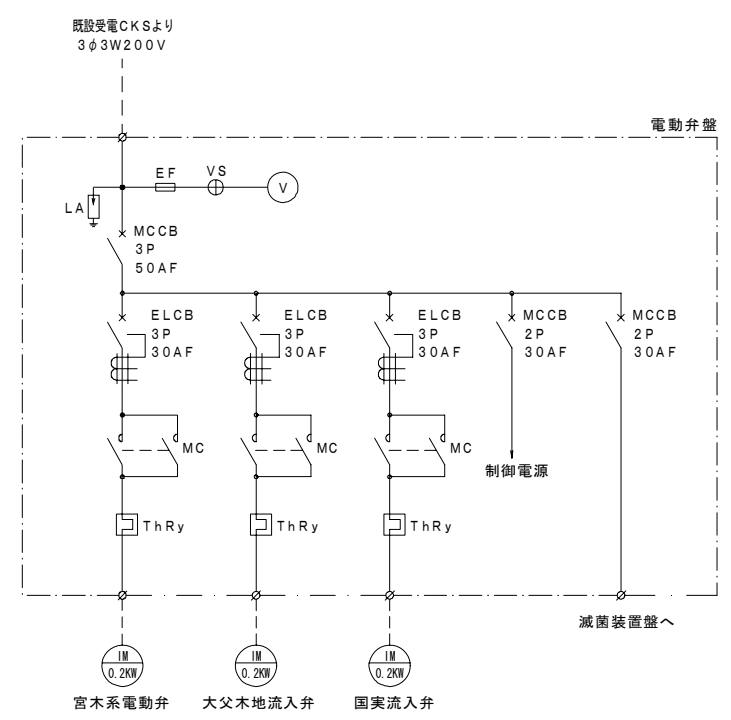 既設受電CKSより
3φ3W200V
電動弁盤
EF
VS
V
LA
MCCB
3P
50AF
ELCB
3P
30AF
ELCB
3P
30AF
ELCB
3P
30AF
MCCB
2P
30AF
MCCB
2P
30AF
MC
MC
MC
制御電源
ThRy
ThRy
ThRy
滅菌装置盤へ
IM
0.2KW
IM
0.2KW
IM
0.2KW
宮木系電動弁
大父木地流入弁
国実流入弁